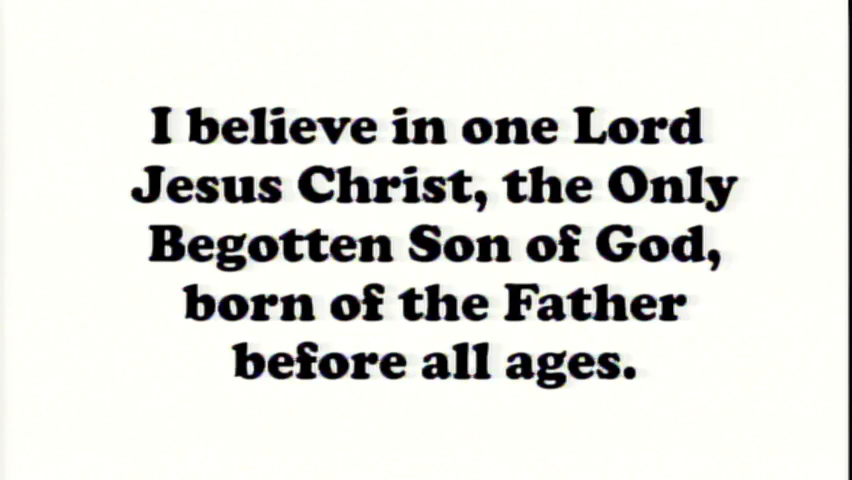 I believe in one Lord
Jesus Christ, the Only
Begotten Son of God,
born of the Father
before all ages.